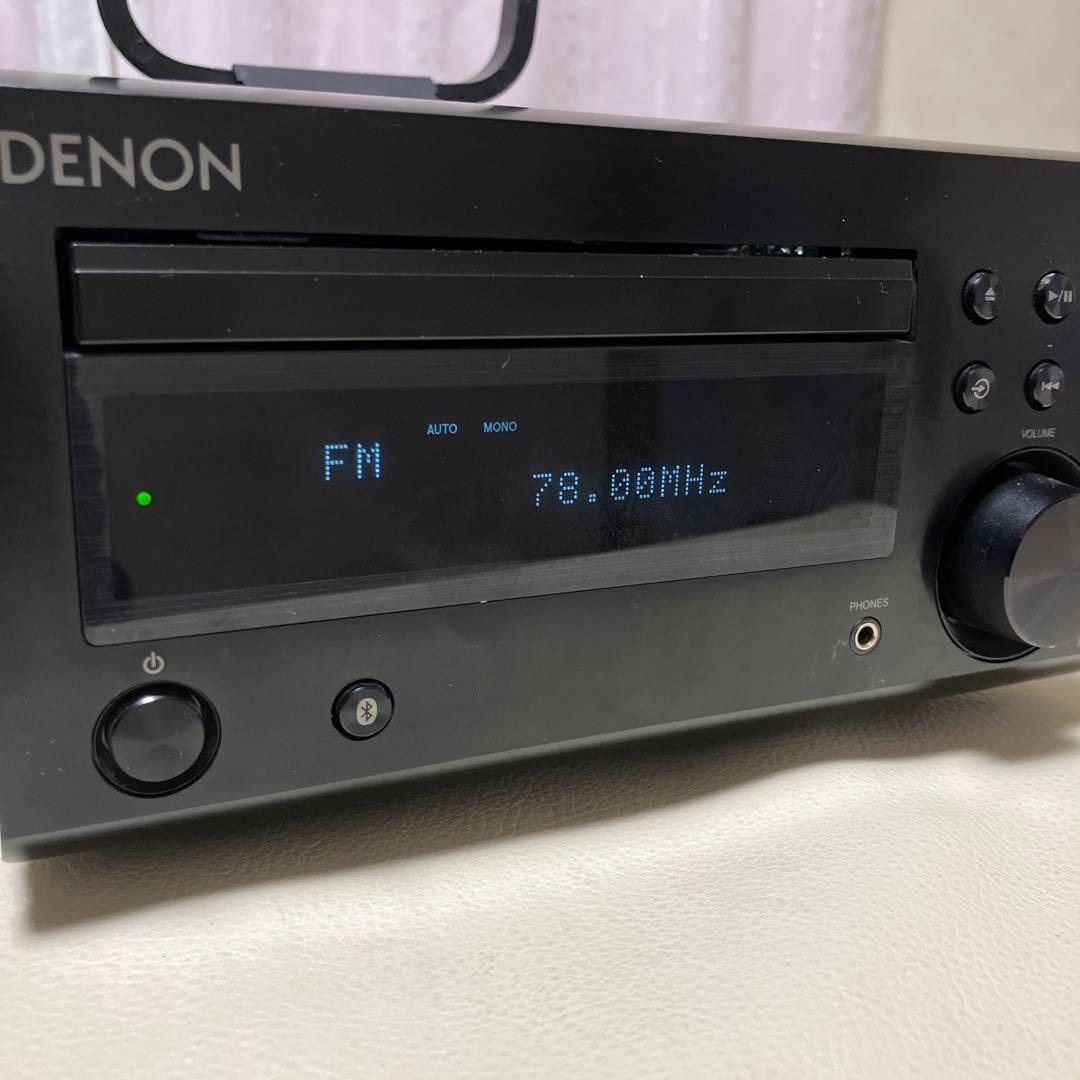 DENON
AUTO MONO
FM
78.00MHz
VOLUME
PHONES